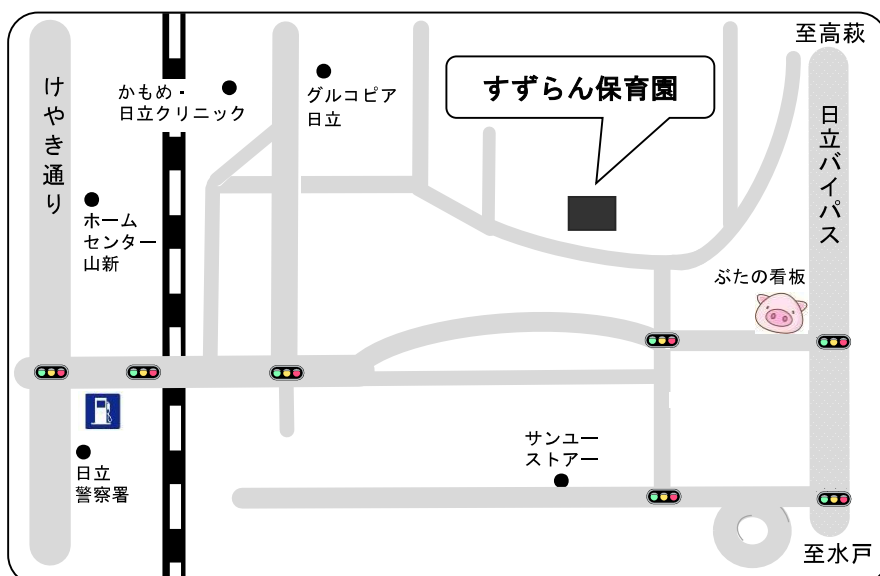 至高萩
けやき通り
かもめ・
日立クリニック
グルコピア
日立
すずらん保育園
日立バイパス
ホーム
センター
山新
ぶたの看板
サンユー
ストアー
日立
警察署
至水戸